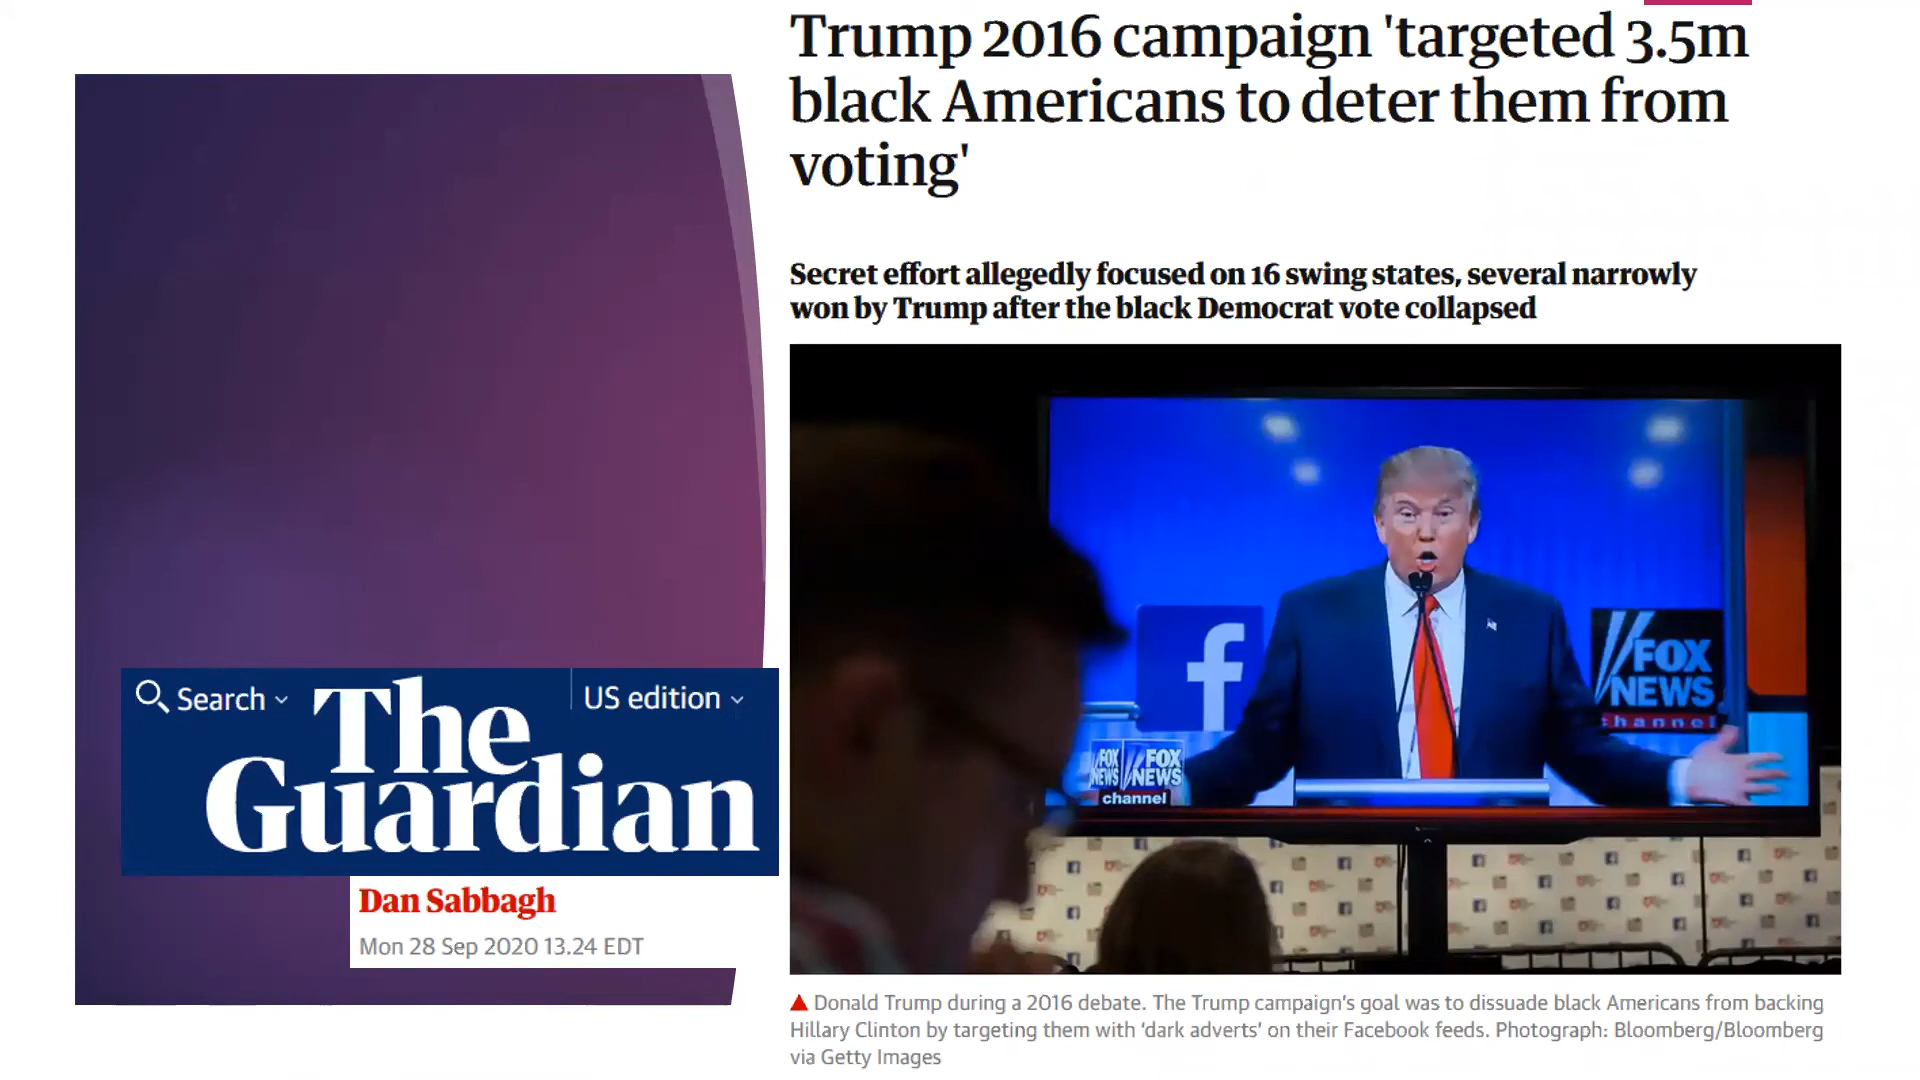 Trump 2016 campaign 'targeted 3.5m
black Americans to deter them from
voting'
Secret effort allegedly focused on 16 swing states, several narrowly
won by Trump after the black Democrat vote collapsed
f
FOX
NEWS
channel
FOX
NEWS
FOX
NEWS
channel
Search
US edition
The
Guardian
Dan Sabbagh
Mon 28 Sep 2020 13.24 EDT
Donald Trump during a 2016 debate. The Trump campaign's goal was to dissuade black Americans from backing
Hillary Clinton by targeting them with 'dark adverts' on their Facebook feeds. Photograph: Bloomberg/Bloomberg
via Getty Images